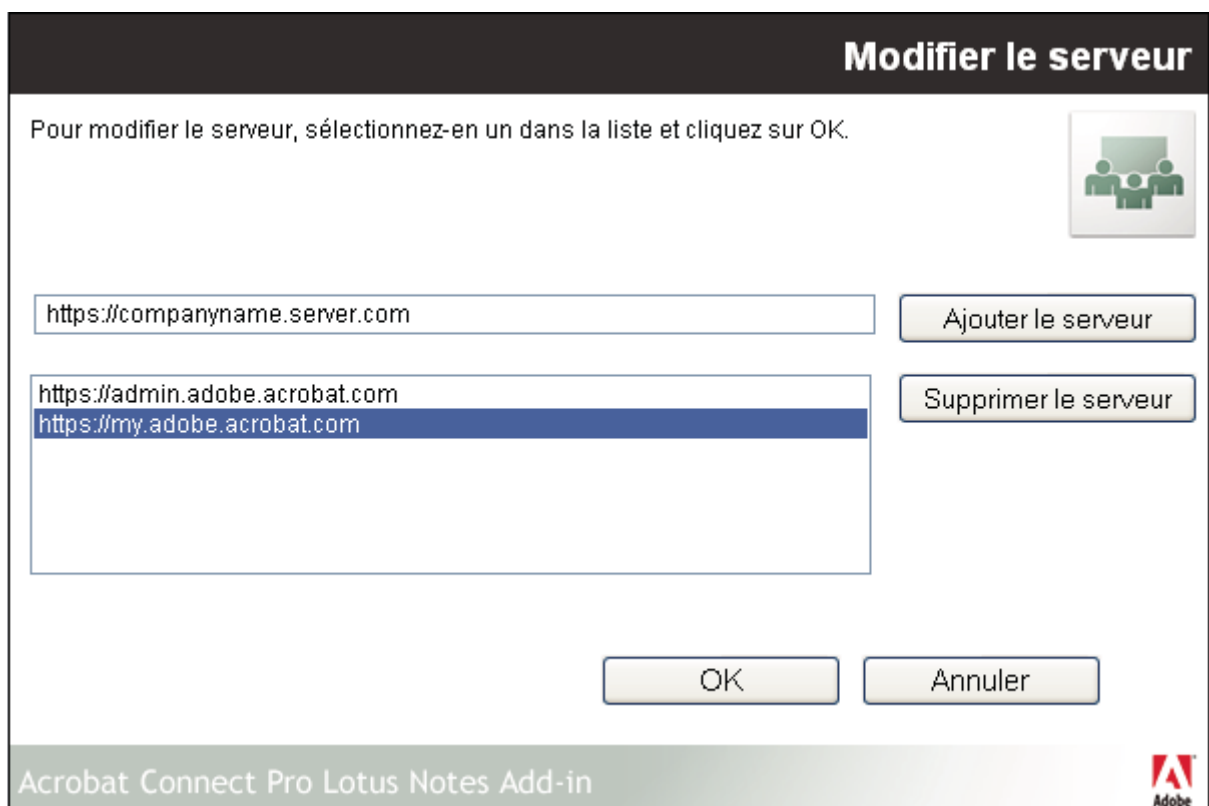 Modifier le serveur
Pour modifier le serveur, sélectionnez-en un dans la liste et cliquez sur OK.
https://companyname.server.com
Ajouter le serveur
https://admin.adobe.acrobat.com
Supprimer le serveur
https://my.adobe.acrobat.com
OK
Annuler
Acrobat Connect Pro Lotus Notes Add-in
Adobe